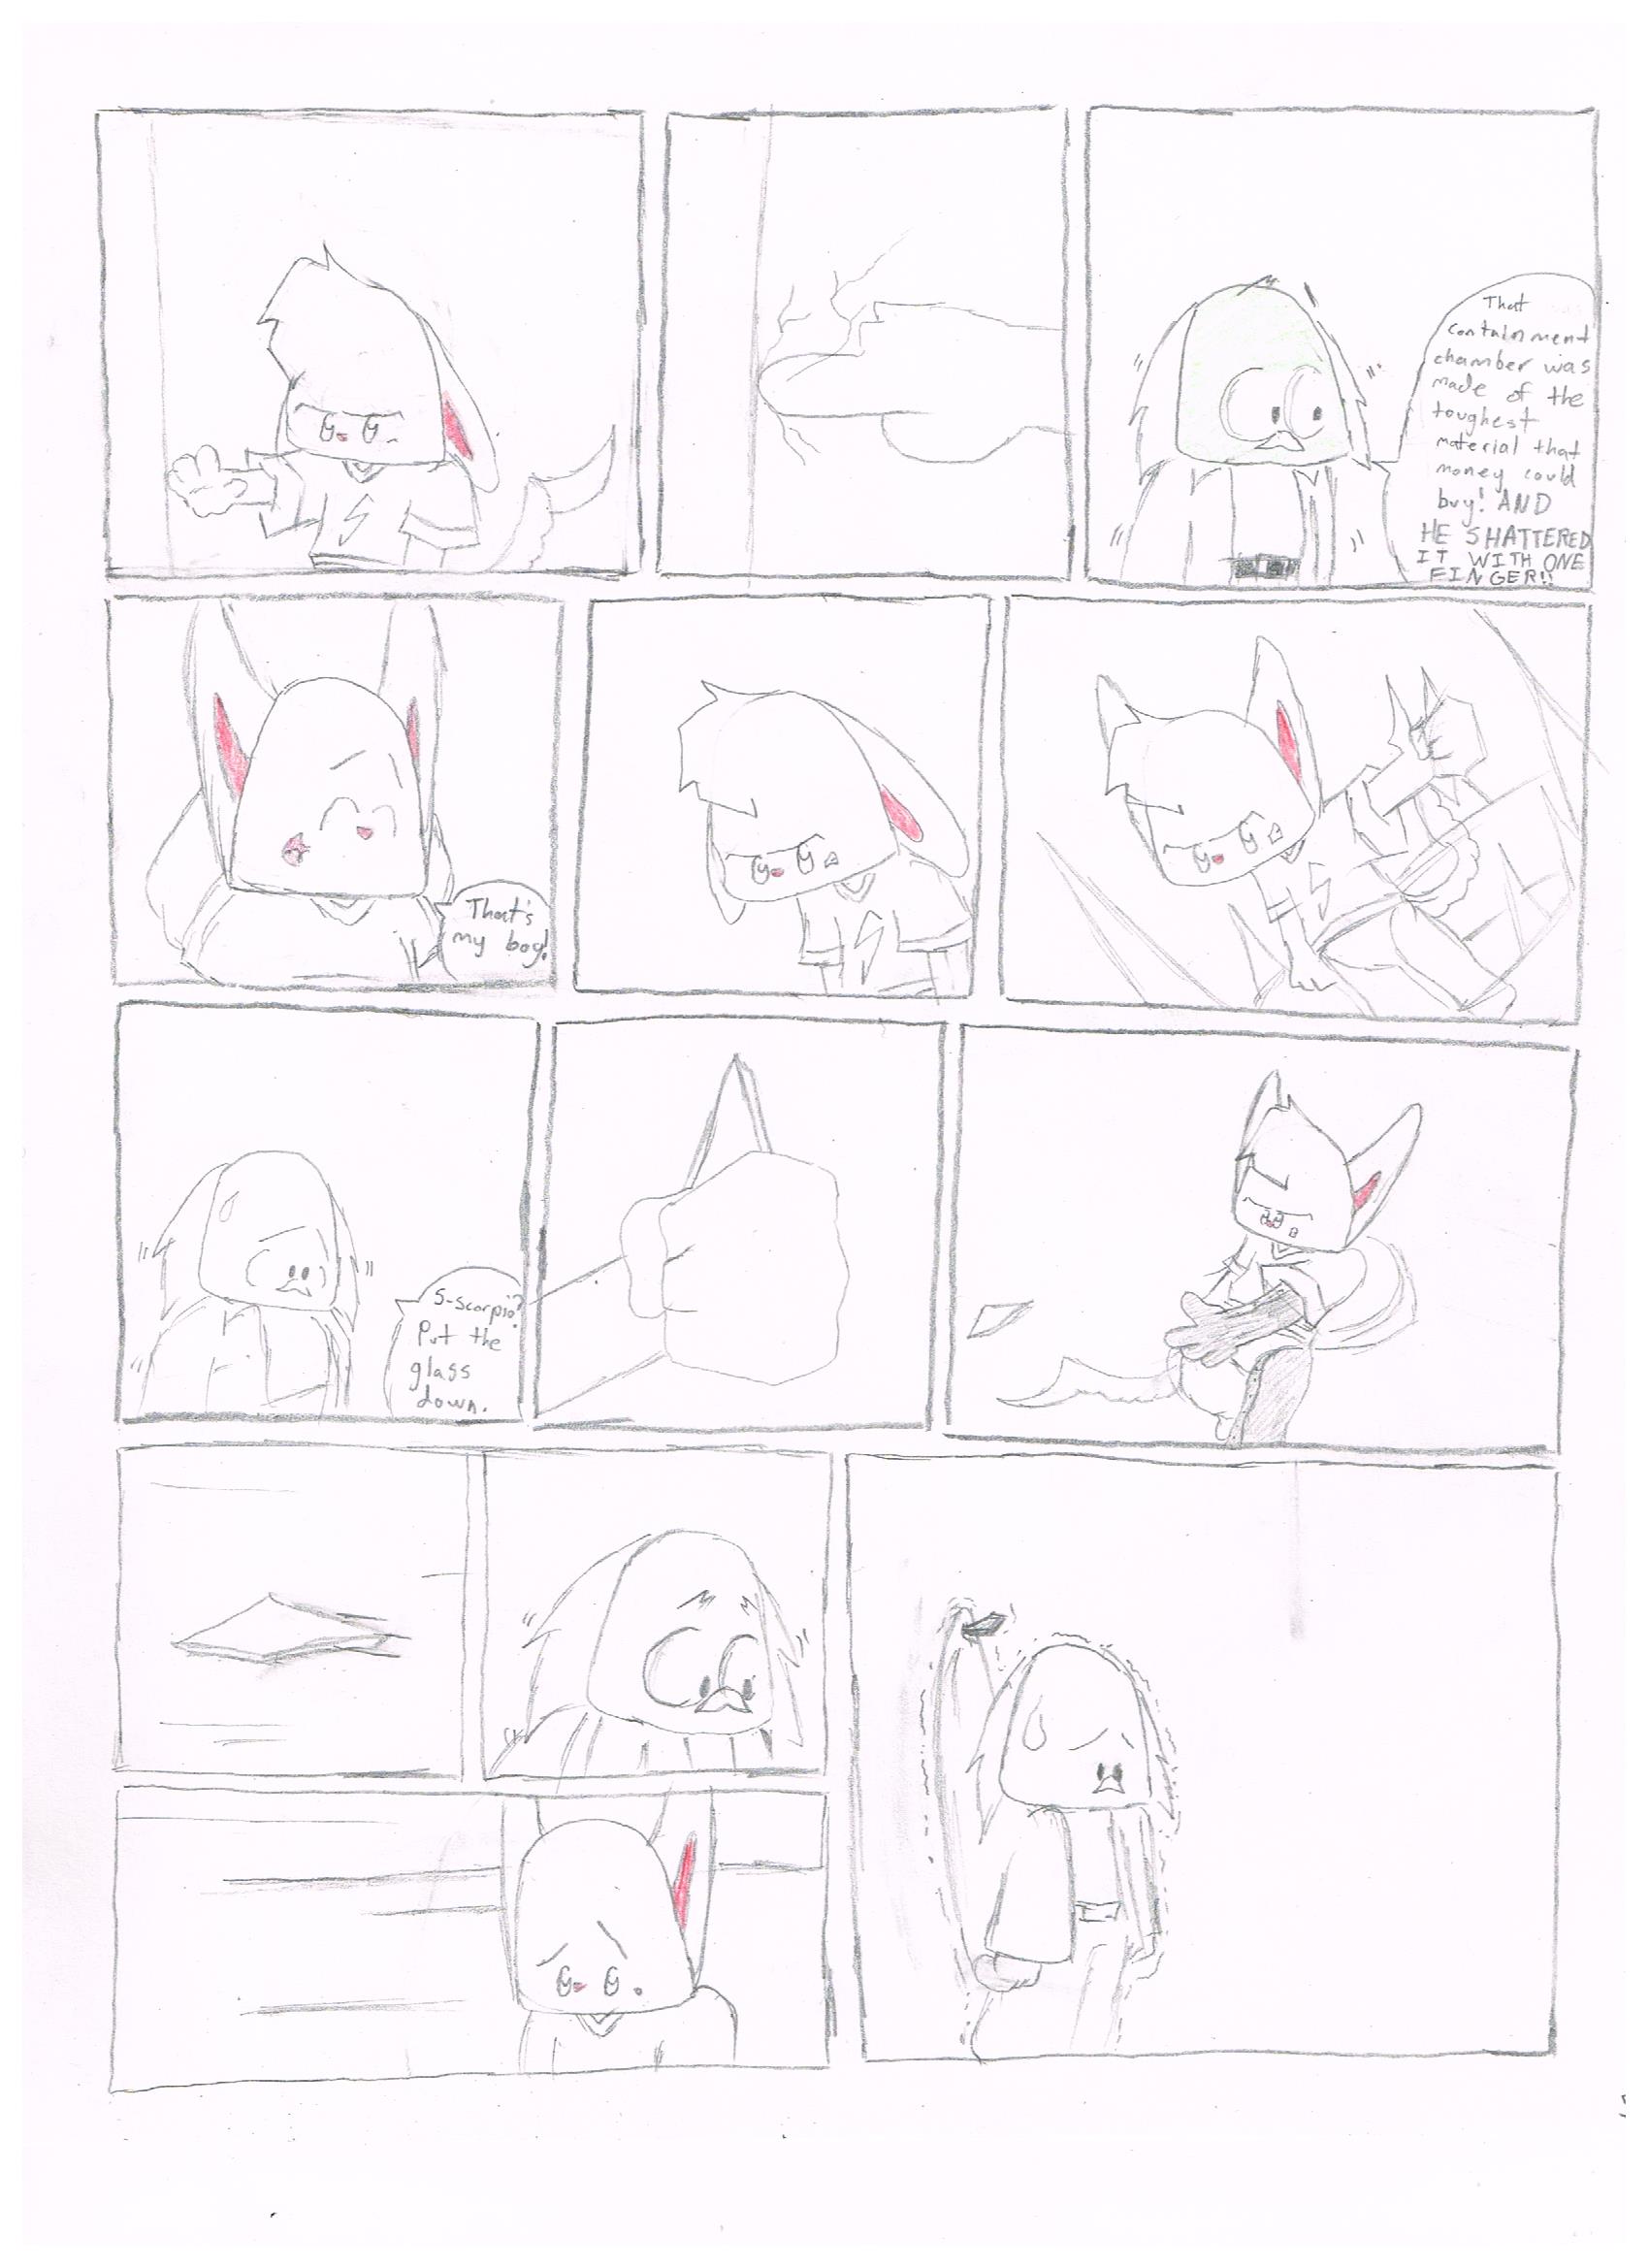 That
containment
chamber was
made of the
toughest
material that
money could
buy! AND
HE SHATTERED
IT WITH ONE
FINGER!!
That's
my boy!
S-Scorpio?
Put the
glass
down.